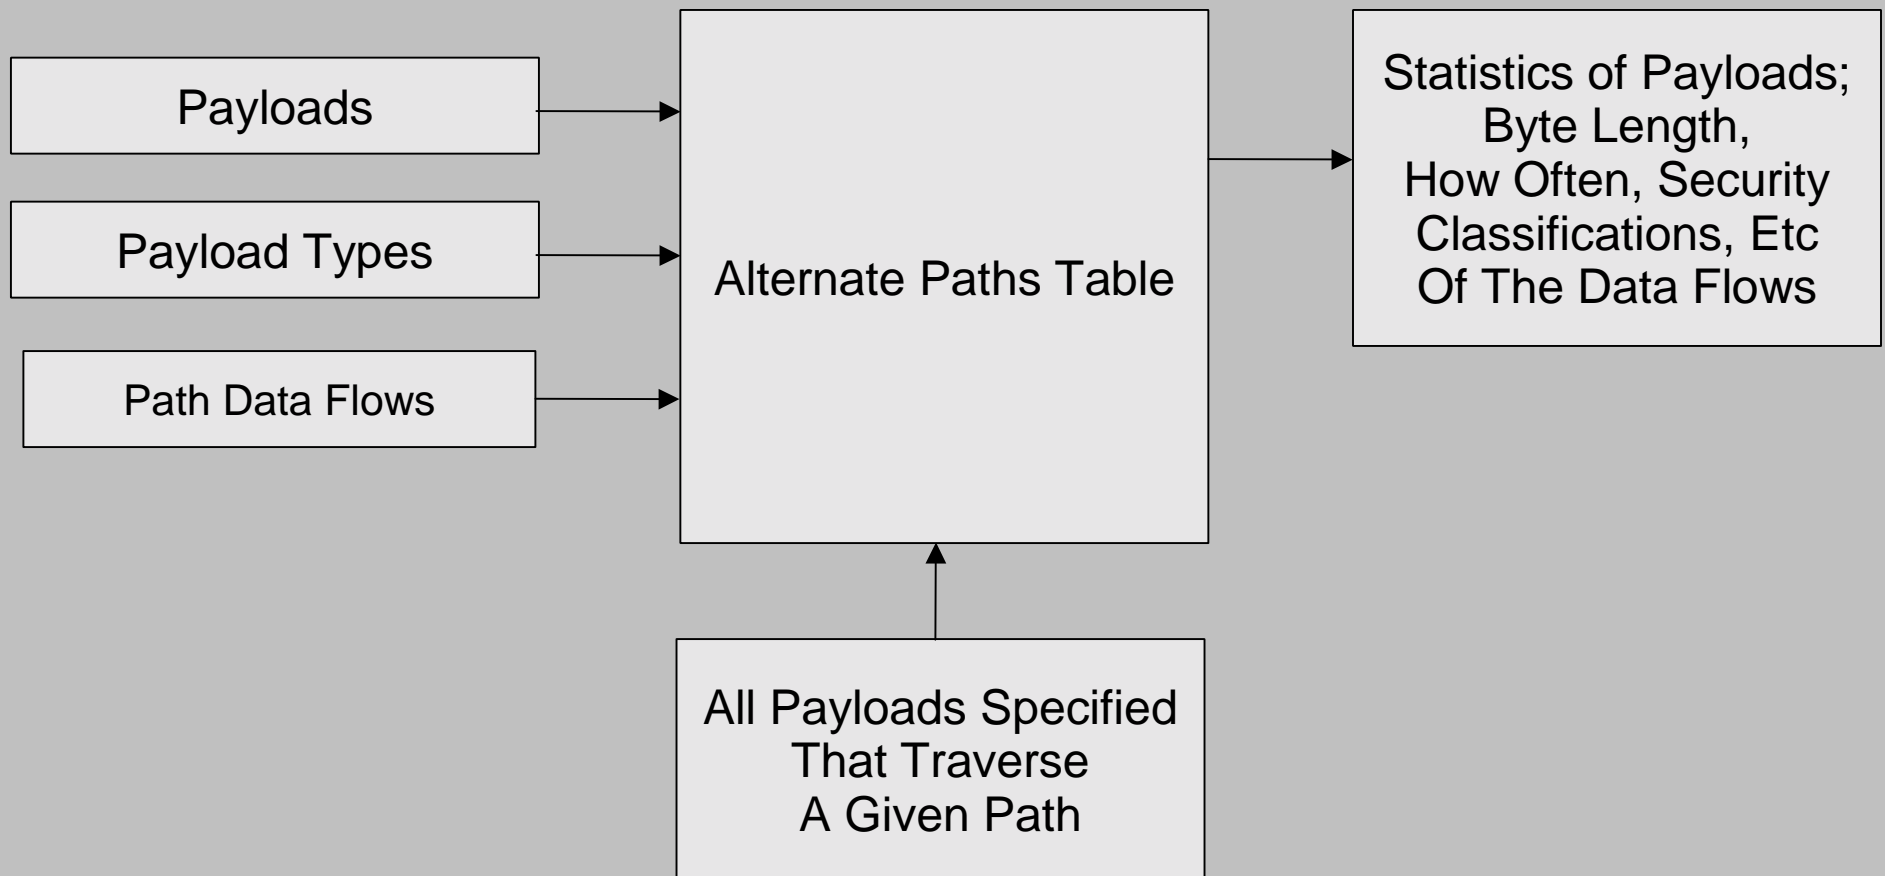 Payloads
Payload Types
Path Data Flows
Alternate Paths Table
Statistics of Payloads;
Byte Length,
How Often, Security
Classifications, Etc
Of The Data Flows
All Payloads Specified
That Traverse
A Given Path